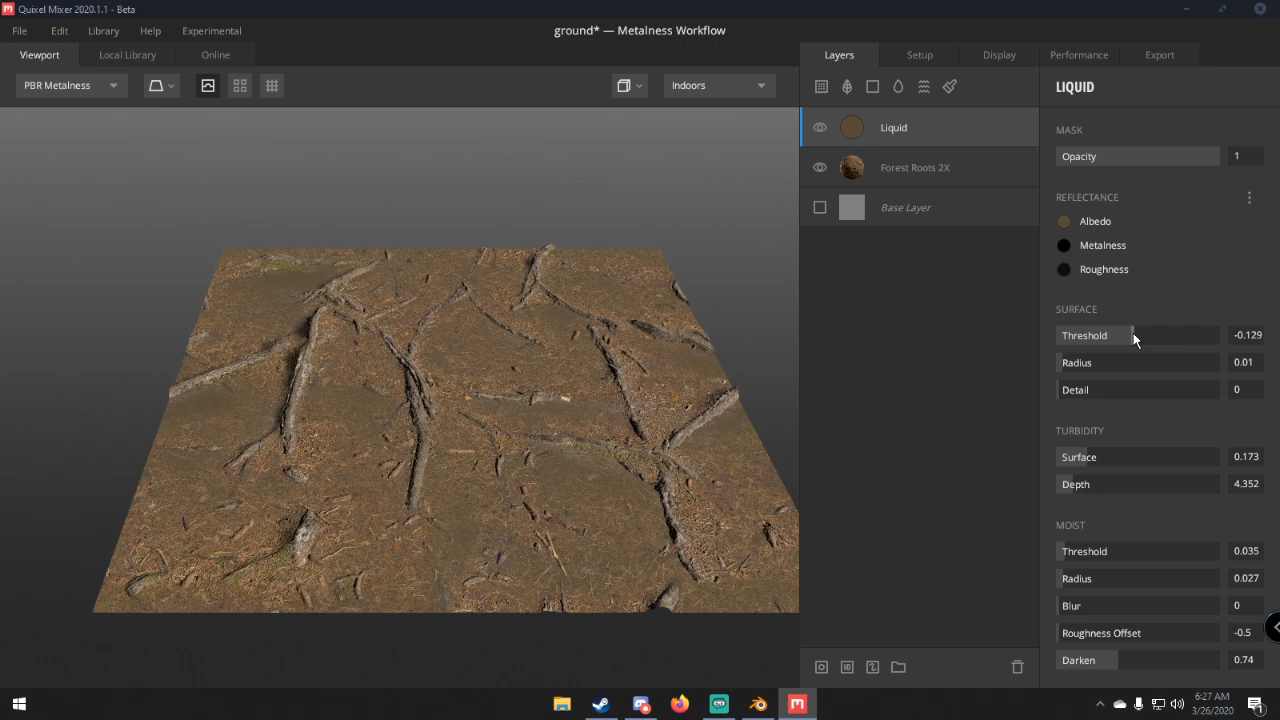 Quixel Mixer 2020.1.1 - Beta
File Edit Library Help Experimental
ground* — Metalness Workflow
Viewport Local Library Online
Layers Setup Display Performance Export
PBR Metalness
Indoors
LIQUID
Liquid
Forest Roots 2X
Base Layer
MASK
Opacity 1
REFLECTANCE
Albedo
Metalness
Roughness
SURFACE
Threshold -0.129
Radius 0.01
Detail 0
TURBIDITY
Surface 0.173
Depth 4.352
MOIST
Threshold 0.035
Radius 0.027
Blur 0
Roughness Offset -0.5
Darken 0.74
6:27 AM
3/26/2020